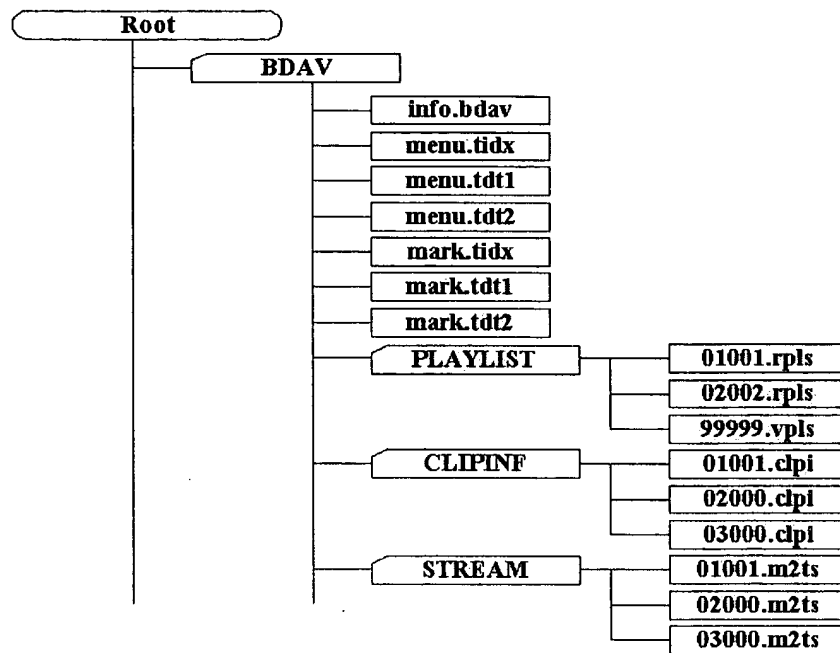 Root
BDAV
info.bdav
menu.tidx
menu.tdt1
menu.tdt2
mark.tidx
mark.tdt1
mark.tdt2
PLAYLIST
01001.rpls
02002.rpls
99999.vpls
CLIPINF
01001.clpi
02000.clpi
03000.clpi
STREAM
01001.m2ts
02000.m2ts
03000.m2ts